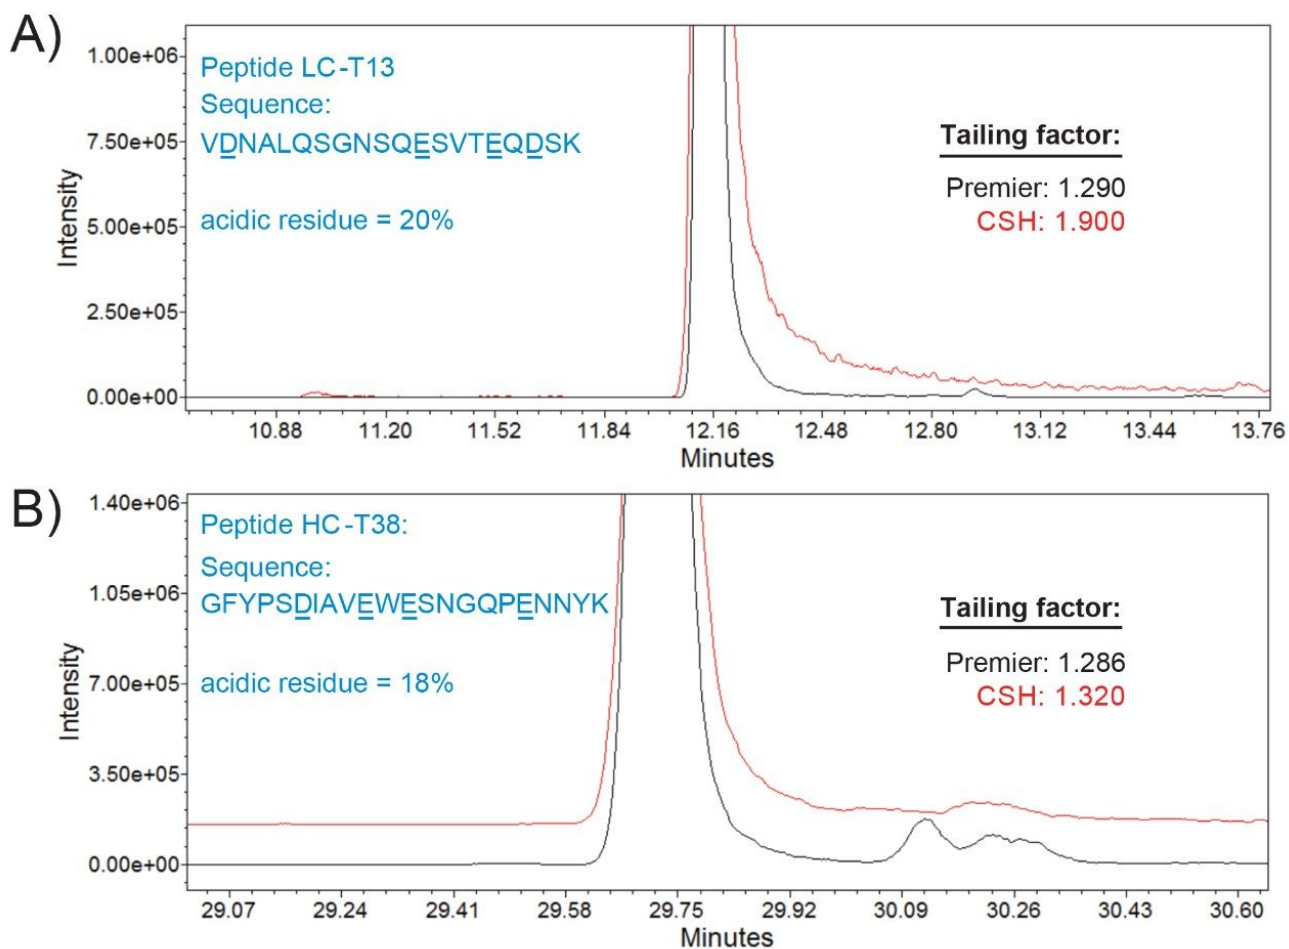 A)
1.00e+06
7.50e+05
5.00e+05
2.50e+05
0.00e+00
Intensity
Peptide LC-T13
Sequence:
VDNALQSGNSQESVTEQDSK
acidic residue = 20%
Tailing factor:
Premier: 1.290
CSH: 1.900
10.88 11.20 11.52 11.84 12.16 12.48 12.80 13.12 13.44 13.76
Minutes
B)
1.40e+06
1.05e+06
7.00e+05
3.50e+05
0.00e+00
Intensity
Peptide HC-T38:
Sequence:
GFYPSDIAVEWESNGQPENNYK
acidic residue = 18%
Tailing factor:
Premier: 1.286
CSH: 1.320
29.07 29.24 29.41 29.58 29.75 29.92 30.09 30.26 30.43 30.60
Minutes